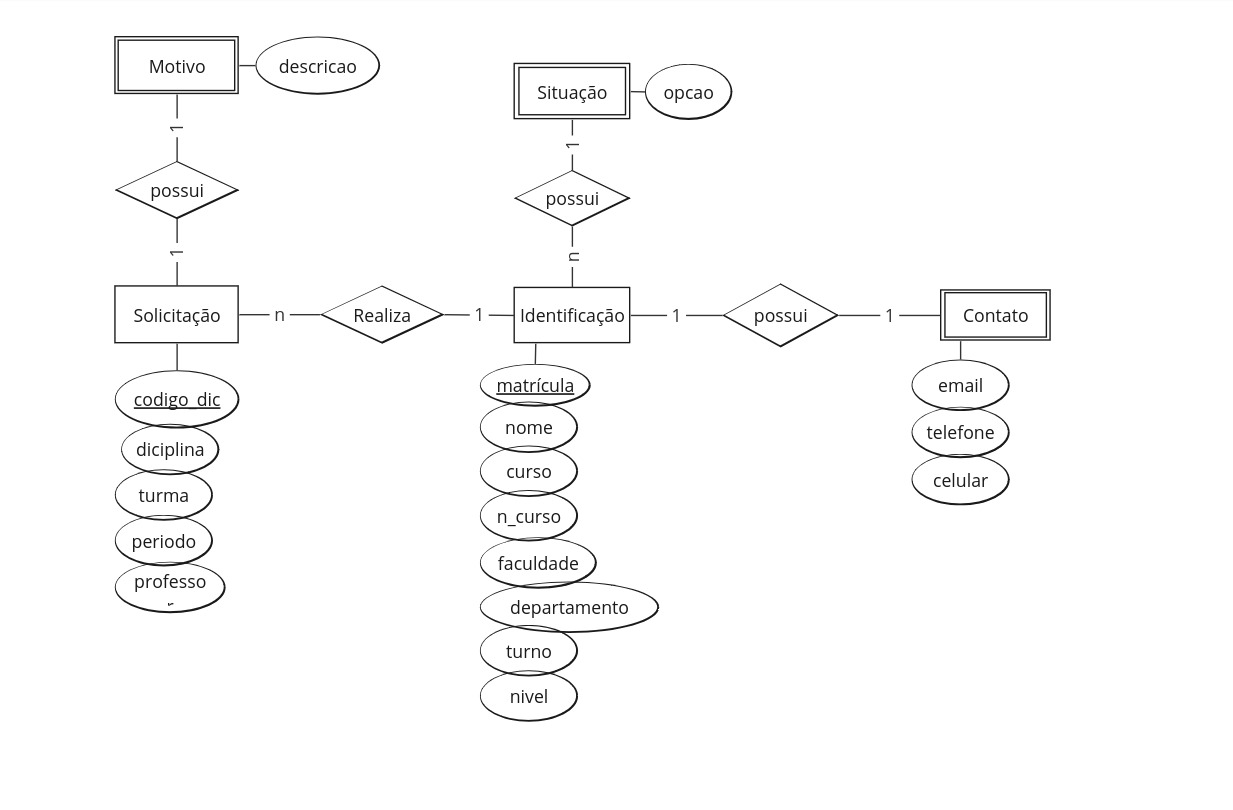 Motivo
descricao
Situação
opcao
1
1
possui
possui
1
n
Solicitação
n
Realiza
1
Identificação
1
possui
1
Contato
codigo_dic
diciplina
turma
periodo
professo
r
matrícula
nome
curso
n_curso
faculdade
departamento
turno
nivel
email
telefone
celular